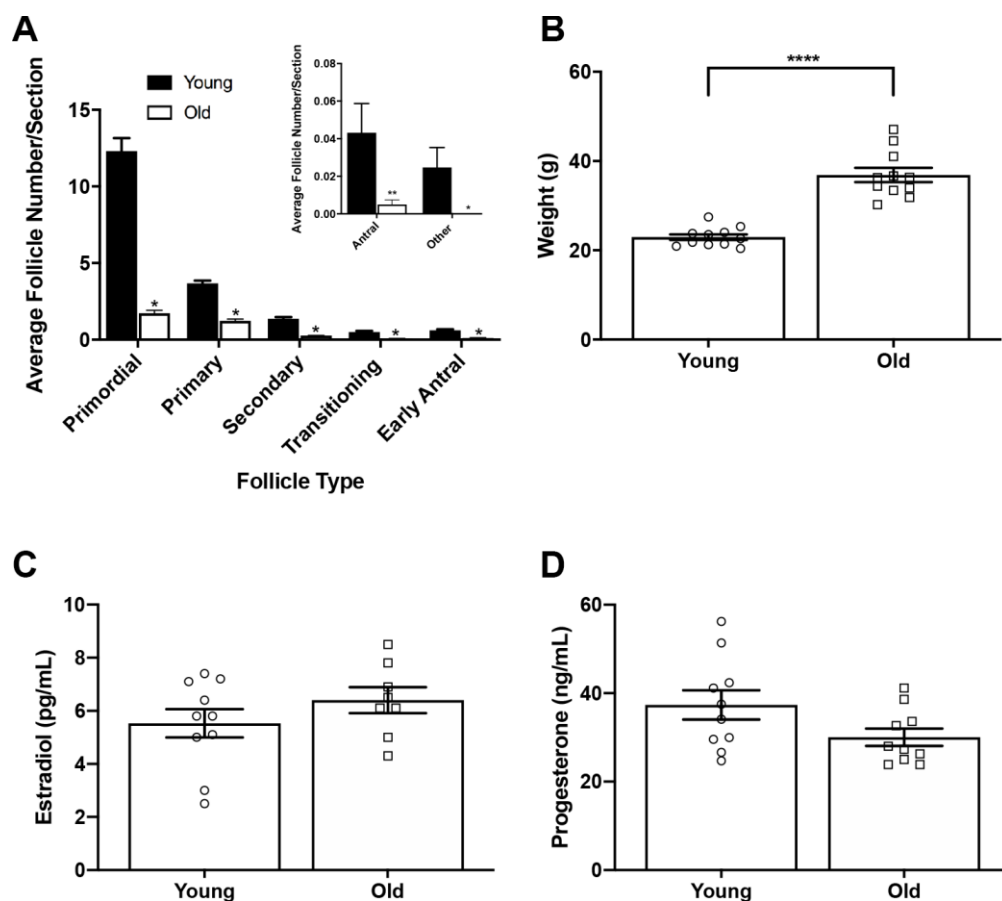 A
Average Follicle Number/Section
15
10
5
0
Young
Old
*
*
*
*
*
Primordial
Primary
Secondary
Transitioning
Early Antral
Follicle Type
Average Follicle Number/Section
0.08
0.06
0.04
0.02
0.00
**
*
Antral
Other
B
Weight (g)
60
40
20
0
****
Young
Old
C
Estradiol (pg/mL)
10
8
6
4
2
0
Young
Old
D
Progesterone (ng/mL)
60
40
20
0
Young
Old